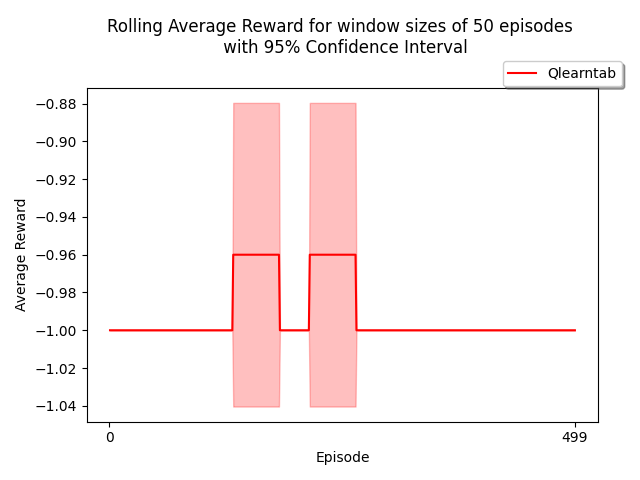 Rolling Average Reward for window sizes of 50 episodes
with 95% Confidence Interval
Qlearntab
−0.88
−0.90
−0.92
−0.94
−0.96
−0.98
−1.00
−1.02
−1.04
Average Reward
0
499
Episode